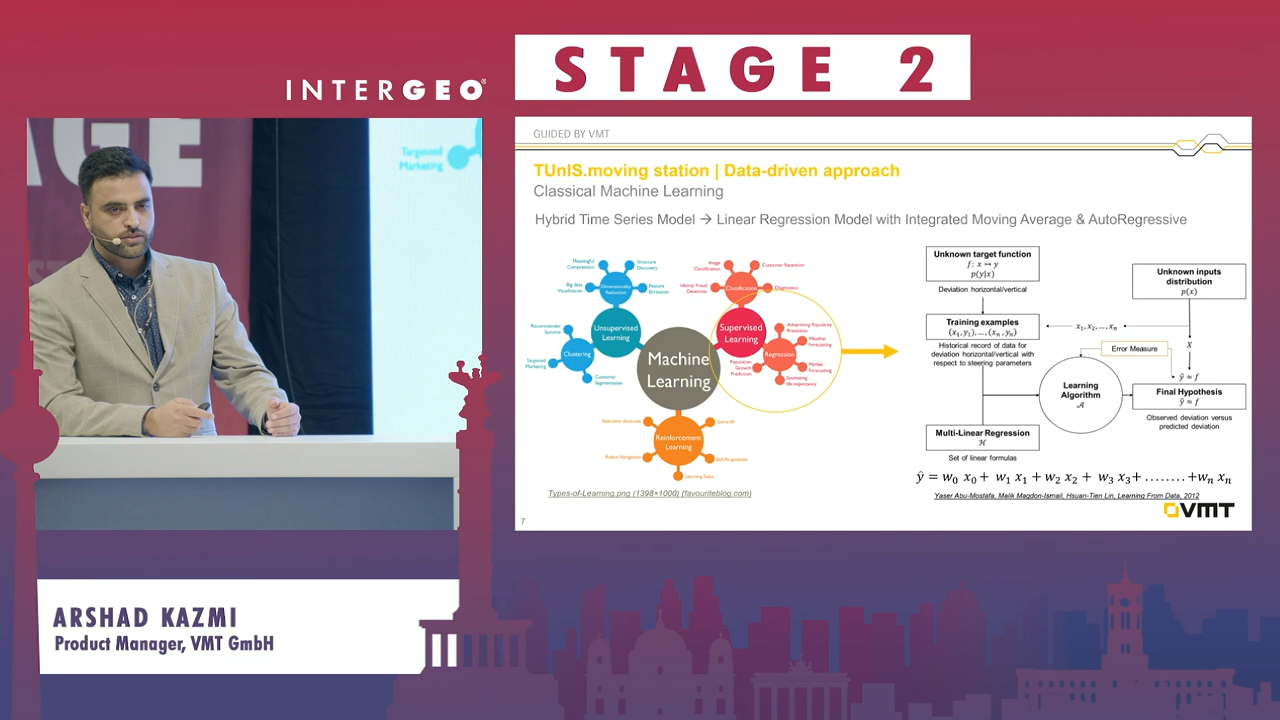 INTERGEO®
STAGE 2
AGE
ST
Targeted
Marketing
GUIDED BY VMT
TUnIS.moving station | Data-driven approach
Classical Machine Learning
Hybrid Time Series Model → Linear Regression Model with Integrated Moving Average & AutoRegressive
Meaningful
Compression
Structure
Discovery
Big data
Visualisation
Dimensionality
Reduction
Feature
Elicitation
Recommender
Systems
Unsupervised
Learning
Clustering
Targeted
Marketing
Customer
Segmentation
Image
Classification
Customer Retention
Identity Fraud
Detection
Classification
Diagnostics
Supervised
Learning
Advertising Popularity
Prediction
Weather
Forecasting
Regression
Population
Growth
Prediction
Market
Forecasting
Estimating
life expectancy
Machine
Learning
Real-time decisions
Game AI
Reinforcement
Learning
Robot Navigation
Skill Acquisition
Learning Tasks
Types-of-Learning.png (1398×1000) (favouriteblog.com)
Unknown target function
f: x ↦ y
p(y|x)
Deviation horizontal/vertical
Unknown inputs
distribution
p(x)
Training examples
(x₁, y₁), ..., (xₙ, yₙ)
x₁, x₂, ..., xₙ
Historical record of data for
deviation horizontal/vertical with
respect to steering parameters
X
Error Measure
Learning
Algorithm
𝒜
ŷ ≈ f
Final Hypothesis
ŷ ≈ f
Observed deviation versus
predicted deviation
Multi-Linear Regression
ℋ
Set of linear formulas
ŷ = w₀ x₀ + w₁ x₁ + w₂ x₂ + w₃ x₃ + ........ + wₙ xₙ
Yaser Abu-Mostafa, Malik Magdon-Ismail, Hsuan-Tien Lin, Learning From Data, 2012
7
VMT
ARSHAD KAZMI
Product Manager, VMT GmbH